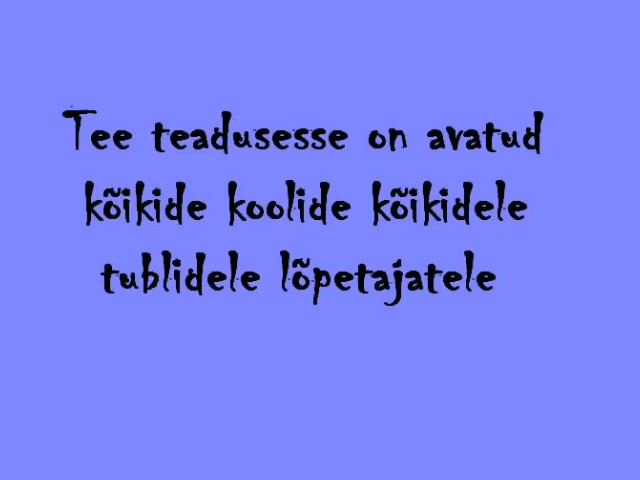 Tee teadusesse on avatud
kõikide koolide kõikidele
tublidele lõpetajatele